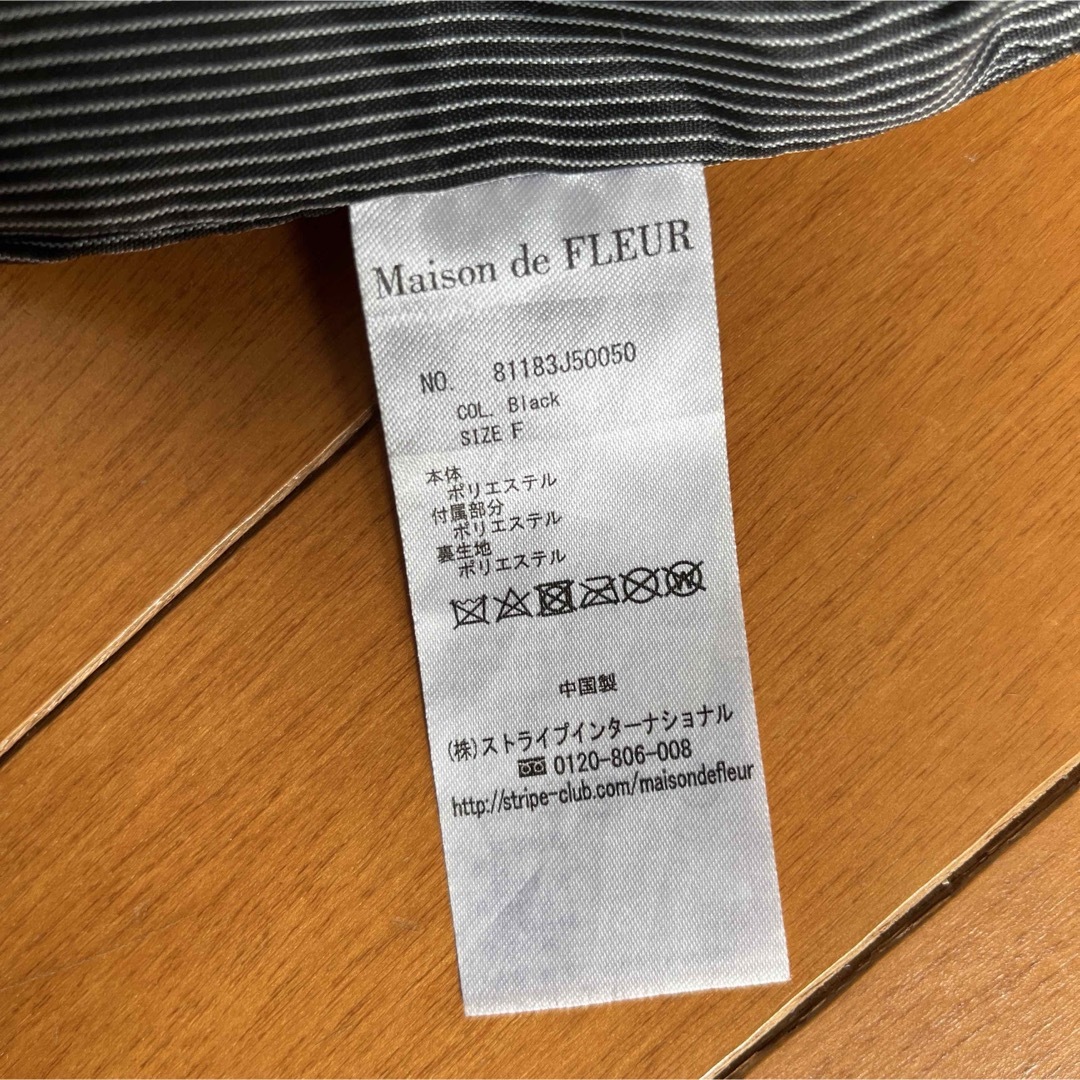 Maison de FLEUR
NO. 81183J50050
COL. Black
SIZE F
本体
ポリエステル
付属部分
ポリエステル
裏生地
ポリエステル
中国製
(株)ストライプインターナショナル
0120-806-008
http://stripe-club.com/maisondefleur